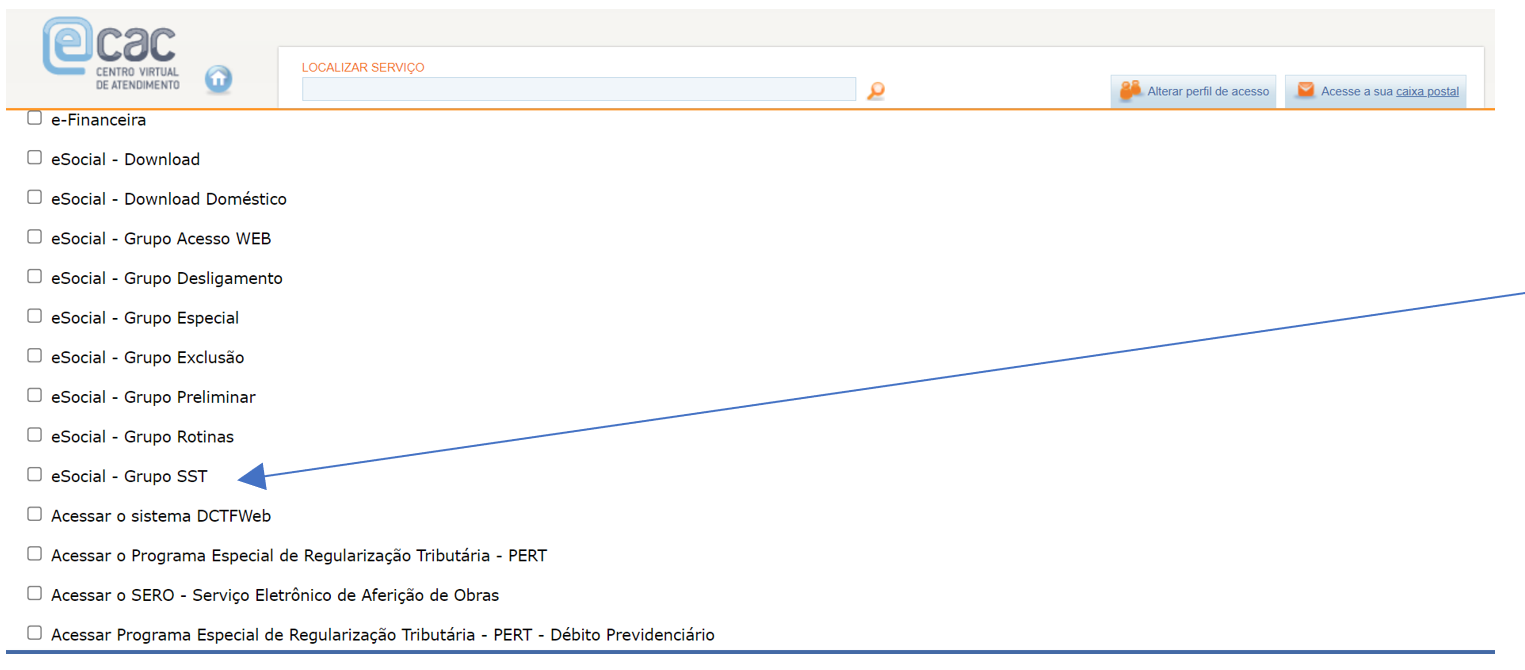 ecac
CENTRO VIRTUAL
DE ATENDIMENTO
LOCALIZAR SERVIÇO
Alterar perfil de acesso
Acesse a sua caixa postal
e-Financeira
eSocial - Download
eSocial - Download Doméstico
eSocial - Grupo Acesso WEB
eSocial - Grupo Desligamento
eSocial - Grupo Especial
eSocial - Grupo Exclusão
eSocial - Grupo Preliminar
eSocial - Grupo Rotinas
eSocial - Grupo SST
Acessar o sistema DCTFWeb
Acessar o Programa Especial de Regularização Tributária - PERT
Acessar o SERO - Serviço Eletrônico de Aferição de Obras
Acessar Programa Especial de Regularização Tributária - PERT - Débito Previdenciário